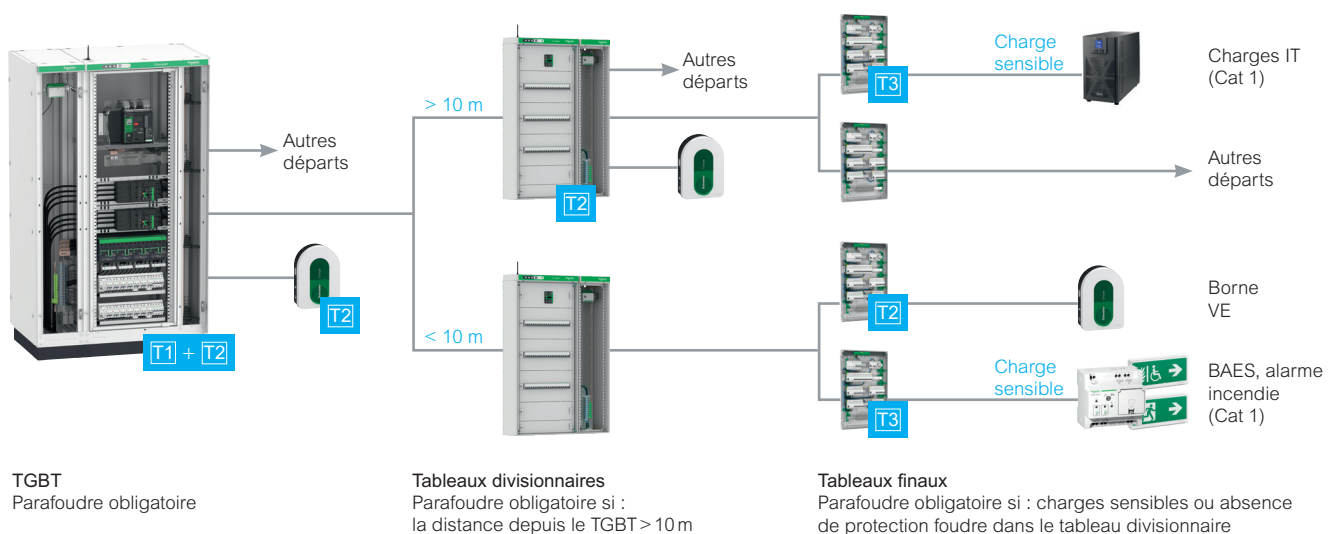 Autres
départs
T1 + T2
T2
> 10 m
< 10 m
Autres
départs
T2
T3
Charge
sensible
Charges IT
(Cat 1)
Autres
départs
T2
Borne
VE
T3
Charge
sensible
BAES, alarme
incendie
(Cat 1)
TGBT
Parafoudre obligatoire
Tableaux divisionnaires
Parafoudre obligatoire si :
la distance depuis le TGBT > 10 m
Tableaux finaux
Parafoudre obligatoire si : charges sensibles ou absence
de protection foudre dans le tableau divisionnaire